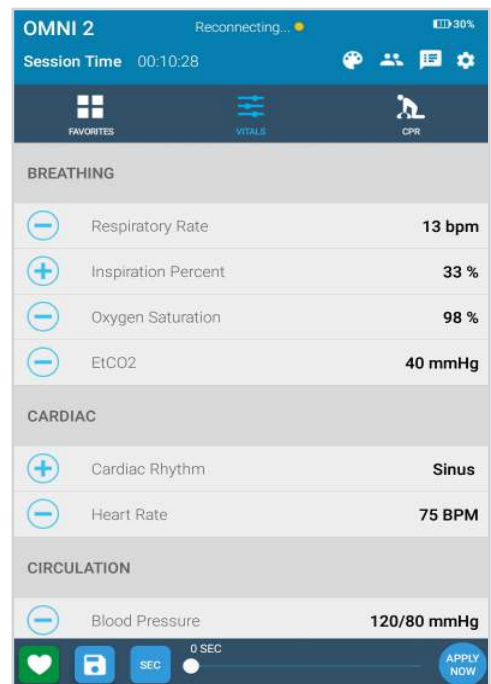 OMNI 2 Reconnecting... 30%
Session Time 00:10:28
FAVORITES VITALS CPR
BREATHING
Respiratory Rate 13 bpm
Inspiration Percent 33 %
Oxygen Saturation 98 %
EtCO2 40 mmHg
CARDIAC
Cardiac Rhythm Sinus
Heart Rate 75 BPM
CIRCULATION
Blood Pressure 120/80 mmHg
0 SEC
SEC APPLY
NOW